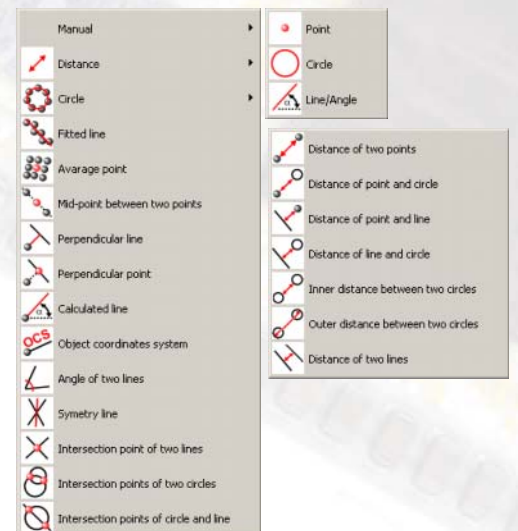 Manual
Distance
Circle
Fitted line
Avarage point
Mid-point between two points
Perpendicular line
Perpendicular point
Calculated line
OCS Object coordinates system
Angle of two lines
Symetry line
Intersection point of two lines
Intersection points of two circles
Intersection points of circle and line
Point
Circle
α Line/Angle
Distance of two points
Distance of point and circle
Distance of point and line
Distance of line and circle
Inner distance between two circles
Outer distance between two circles
Distance of two lines